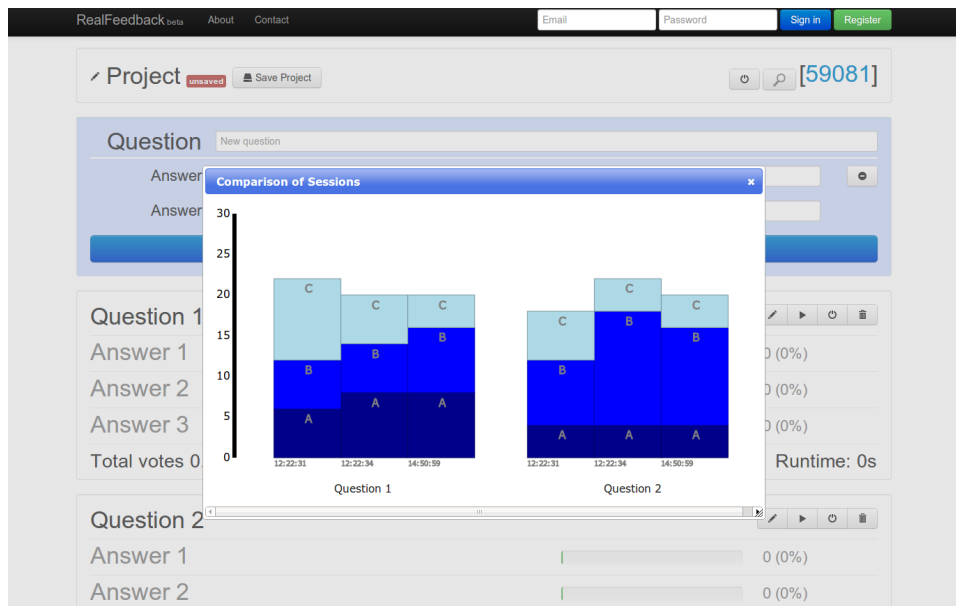 RealFeedback beta About Contact Email Password Sign in Register
Project unsaved Save Project [59081]
Question New question
Answer
Answer
Comparison of Sessions
30
25
20
15
10
5
0
C C C
B B B
A A A
12:22:31 12:22:34 14:50:59
Question 1
C C C
B B B
A A A
12:22:31 12:22:34 14:50:59
Question 2
Question 1
Answer 1 0 (0%)
Answer 2 0 (0%)
Answer 3 0 (0%)
Total votes 0. Runtime: 0s
Question 2
Answer 1 0 (0%)
Answer 2 0 (0%)